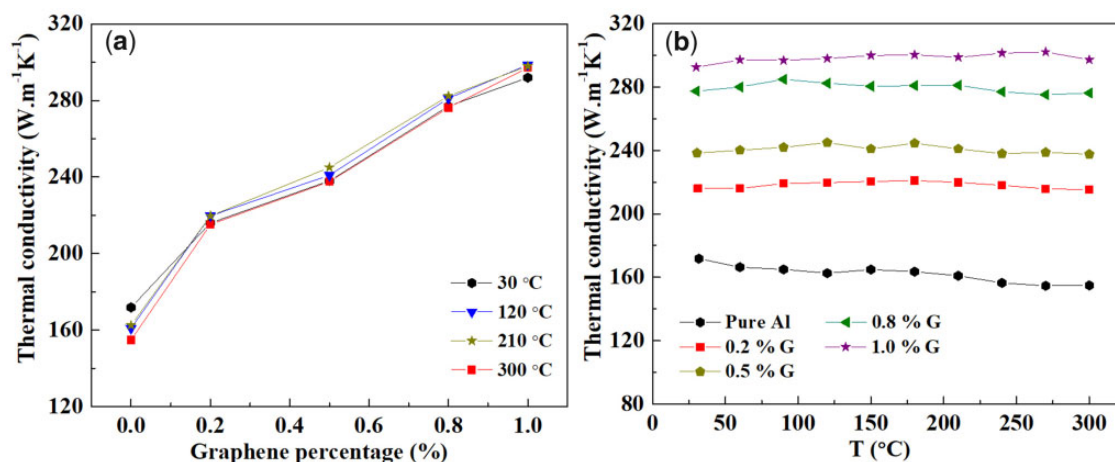 (a)
Thermal conductivity (W.m⁻¹K⁻¹)
320
280
240
200
160
120
30 °C
120 °C
210 °C
300 °C
0.0 0.2 0.4 0.6 0.8 1.0
Graphene percentage (%)
(b)
Thermal conductivity (W.m⁻¹K⁻¹)
320
280
240
200
160
120
80
Pure Al 0.8 % G
0.2 % G 1.0 % G
0.5 % G
0 50 100 150 200 250 300
T (°C)